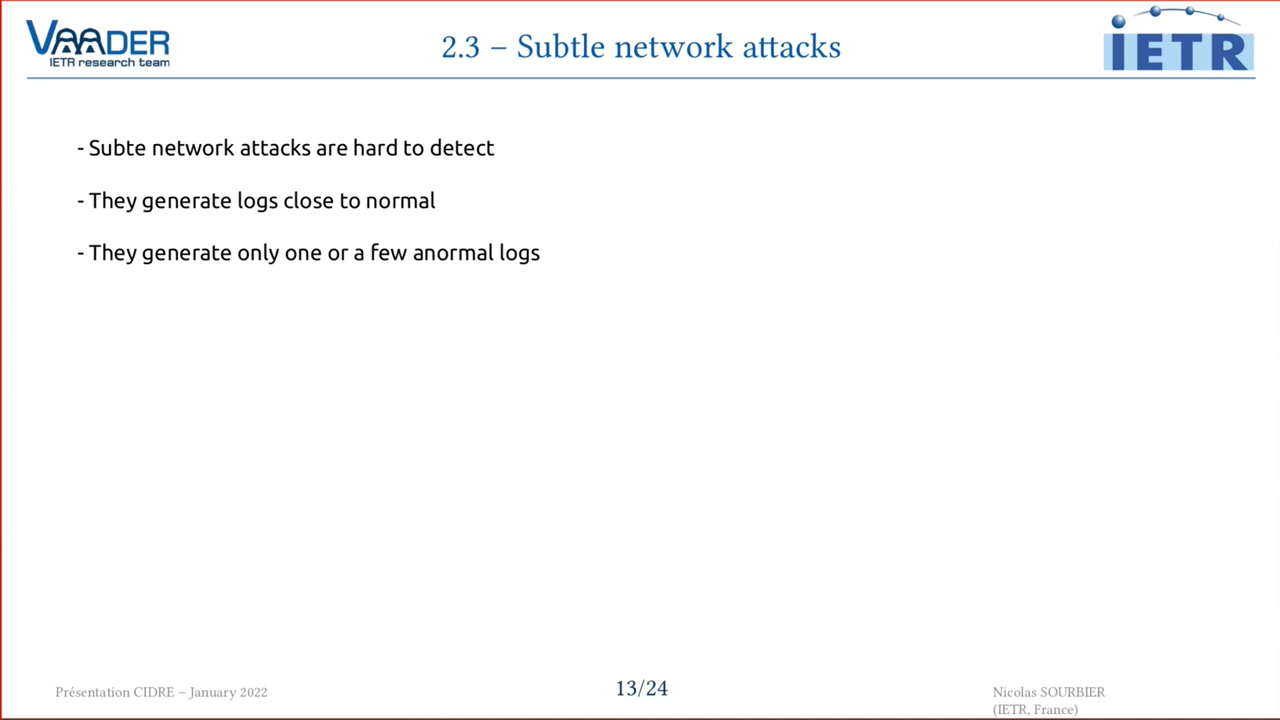 VAADER
IETR research team
2.3 – Subtle network attacks
iETR
- Subte network attacks are hard to detect
- They generate logs close to normal
- They generate only one or a few anormal logs
Présentation CIDRE – January 2022
13/24
Nicolas SOURBIER
(IETR, France)